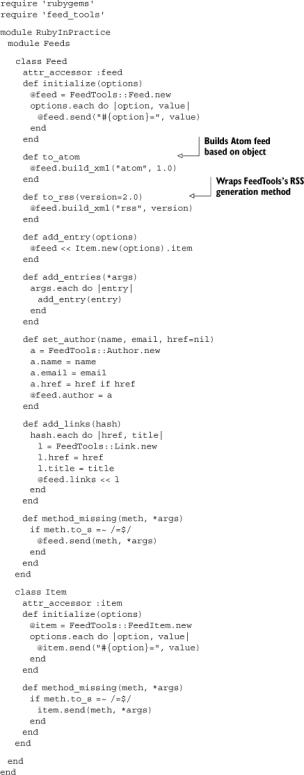 require 'rubygems'
require 'feed_tools'
module RubyInPractice
module Feeds
class Feed
attr_accessor :feed
def initialize(options)
@feed = FeedTools::Feed.new
options.each do |option, value|
@feed.send("#{option}=", value)
end
end
def to_atom
@feed.build_xml("atom", 1.0)
end
Builds Atom feed
based on object
def to_rss(version=2.0)
@feed.build_xml("rss", version)
end
Wraps FeedTools's RSS
generation method
def add_entry(options)
@feed << Item.new(options).item
end
def add_entries(*args)
args.each do |entry|
add_entry(entry)
end
end
def set_author(name, email, href=nil)
a = FeedTools::Author.new
a.name = name
a.email = email
a.href = href if href
@feed.author = a
end
def add_links(hash)
hash.each do |href, title|
l = FeedTools::Link.new
l.href = href
l.title = title
@feed.links << l
end
end
def method_missing(meth, *args)
if meth.to_s =~ /=$/
@feed.send(meth, *args)
end
end
end
class Item
attr_accessor :item
def initialize(options)
@item = FeedTools::FeedItem.new
options.each do |option, value|
@item.send("#{option}=", value)
end
end
def method_missing(meth, *args)
if meth.to_s =~ /=$/
item.send(meth, *args)
end
end
end
end
end